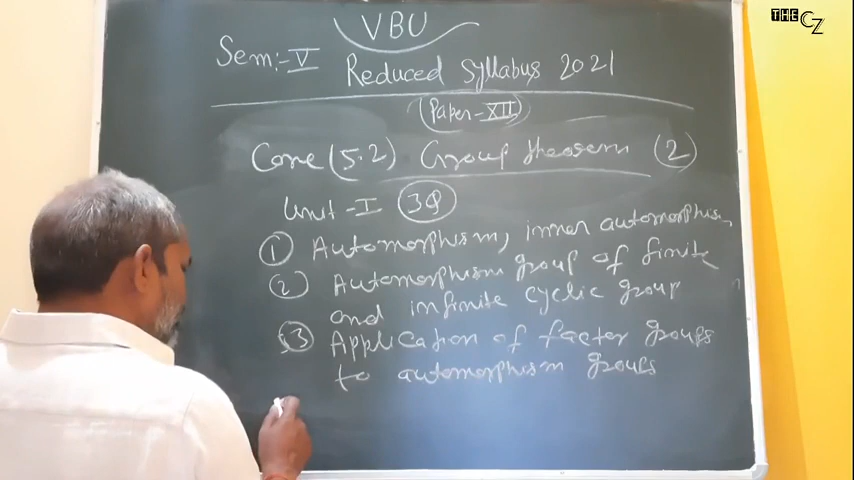 THE CZ
VBU
Sem:- V Reduced Syllabus 2021
(Paper-XII)
Core (5.2) Group theorem (2)
Unit-I 3Q
① Automorphism, inner automorphism,
② Automorphism group of finite
and infinite cyclic group
③ Application of factor groups
to automorphism groups